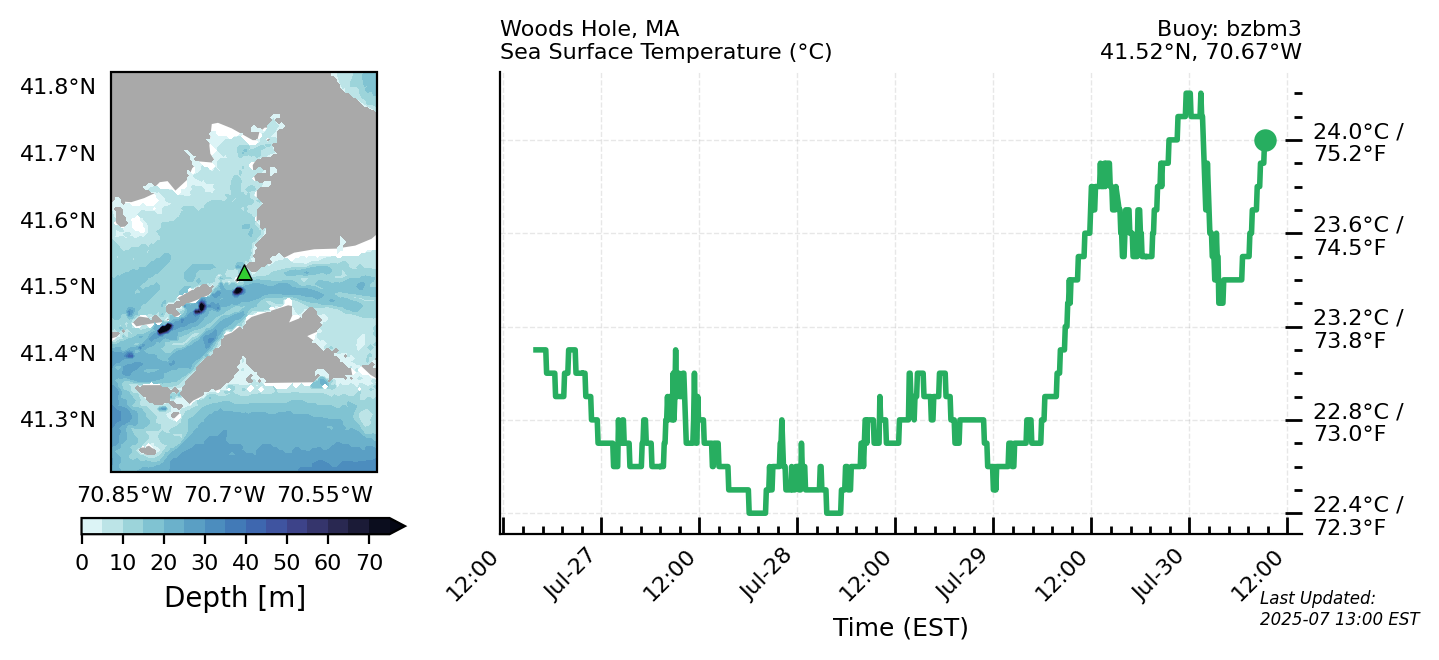 Woods Hole, MA
Sea Surface Temperature (°C)
Buoy: bzbm3
41.52°N, 70.67°W
41.8°N
41.7°N
41.6°N
41.5°N
41.4°N
41.3°N
70.85°W 70.7°W 70.55°W
0 10 20 30 40 50 60 70
Depth [m]
24.0°C /
75.2°F
23.6°C /
74.5°F
23.2°C /
73.8°F
22.8°C /
73.0°F
22.4°C /
72.3°F
12:00
Jul-27
12:00
Jul-28
12:00
Jul-29
12:00
Jul-30
12:00
Time (EST)
Last Updated:
2025-07 13:00 EST